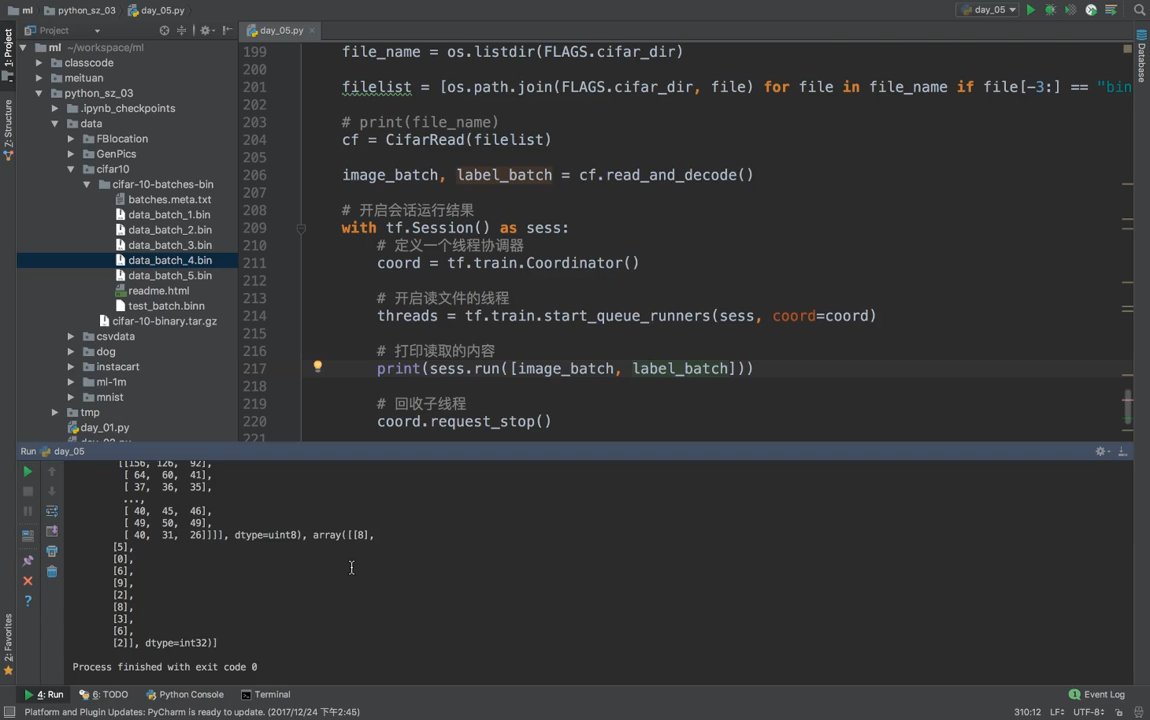 ml python_sz_03 day_05.py
day_05
1: Project
Z: Structure
2: Favorites
Database
Project
ml ~/workspace/ml
classcode
meituan
python_sz_03
.ipynb_checkpoints
data
FBlocation
GenPics
cifar10
cifar-10-batches-bin
batches.meta.txt
data_batch_1.bin
data_batch_2.bin
data_batch_3.bin
data_batch_4.bin
data_batch_5.bin
readme.html
test_batch.binn
cifar-10-binary.tar.gz
csvdata
dog
instacart
ml-1m
mnist
tmp
day_01.py
day_05.py
199 file_name = os.listdir(FLAGS.cifar_dir)
200
201 filelist = [os.path.join(FLAGS.cifar_dir, file) for file in file_name if file[-3:] == "bin
202
203 # print(file_name)
204 cf = CifarRead(filelist)
205
206 image_batch, label_batch = cf.read_and_decode()
207
208 # 开启会话运行结果
209 with tf.Session() as sess:
210 # 定义一个线程协调器
211 coord = tf.train.Coordinator()
212
213 # 开启读文件的线程
214 threads = tf.train.start_queue_runners(sess, coord=coord)
215
216 # 打印读取的内容
217 print(sess.run([image_batch, label_batch]))
218
219 # 回收子线程
220 coord.request_stop()
221
Run day_05
[[156, 126, 92],
[ 64, 60, 41],
[ 37, 36, 35],
...,
[ 40, 45, 46],
[ 49, 50, 49],
[ 40, 31, 26]]]], dtype=uint8), array([[8],
[5],
[0],
[6],
[9],
[2],
[8],
[3],
[6],
[2]], dtype=int32)]
Process finished with exit code 0
4: Run 6: TODO Python Console Terminal 1 Event Log
Platform and Plugin Updates: PyCharm is ready to update. (2017/12/24 下午2:45) 310:12 LF÷ UTF-8÷